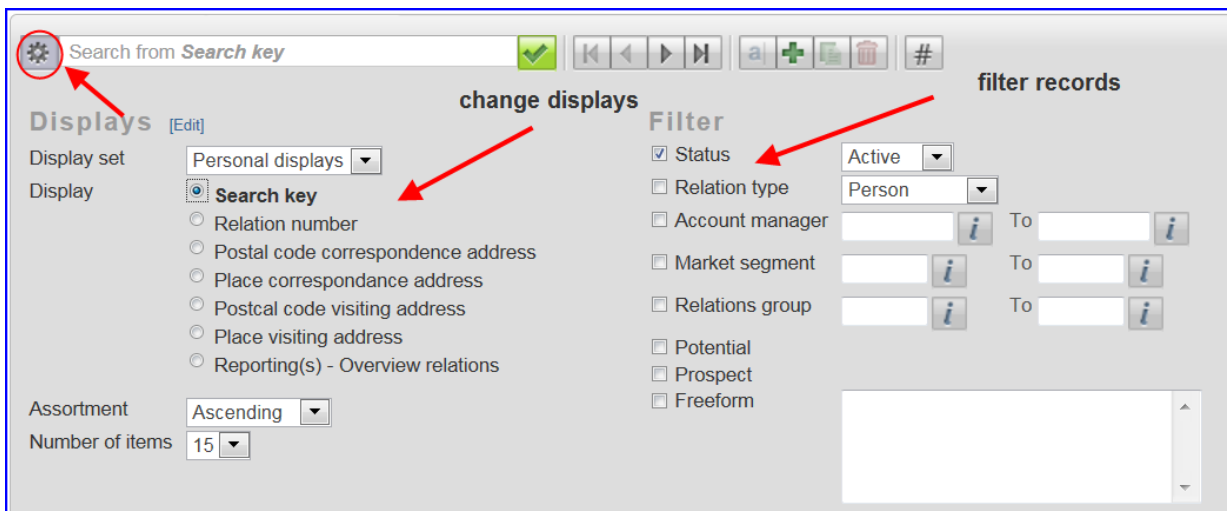 Search from Search key
a
#
change displays
filter records
Displays [Edit]
Display set Personal displays
Display Search key
Relation number
Postal code correspondence address
Place correspondance address
Postcal code visiting address
Place visiting address
Reporting(s) - Overview relations
Assortment Ascending
Number of items 15
Filter
Status Active
Relation type Person
Account manager i To i
Market segment i To i
Relations group i To i
Potential
Prospect
Freeform